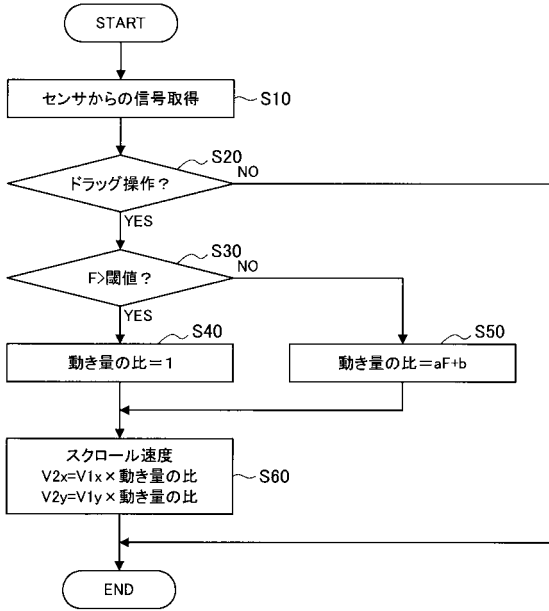 START
センサからの信号取得
S10
ドラッグ操作?
S20
NO
YES
F>閾値?
S30
NO
YES
動き量の比=1
S40
動き量の比=aF+b
S50
スクロール速度
V2x=V1x×動き量の比
V2y=V1y×動き量の比
S60
END